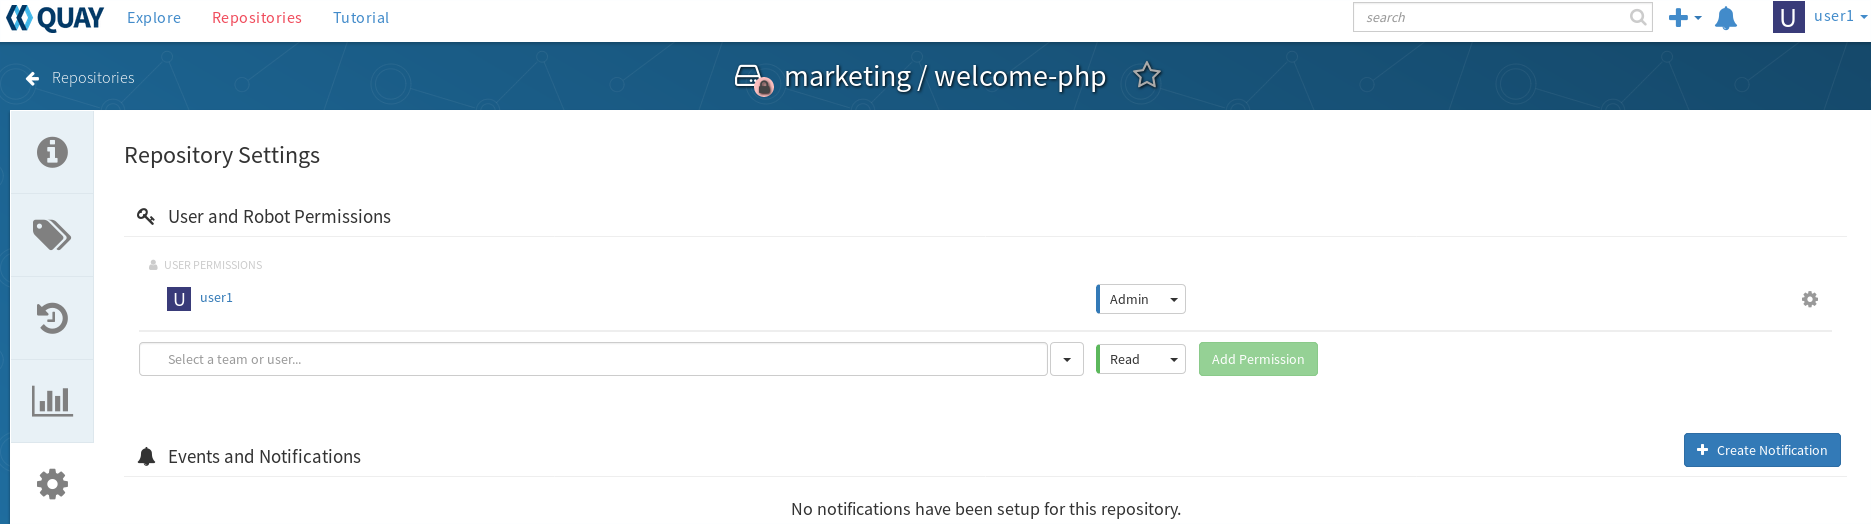 QUAY Explore Repositories Tutorial search U user1
Repositories marketing / welcome-php
Repository Settings
User and Robot Permissions
USER PERMISSIONS
U user1 Admin
Select a team or user... Read Add Permission
Events and Notifications Create Notification
No notifications have been setup for this repository.